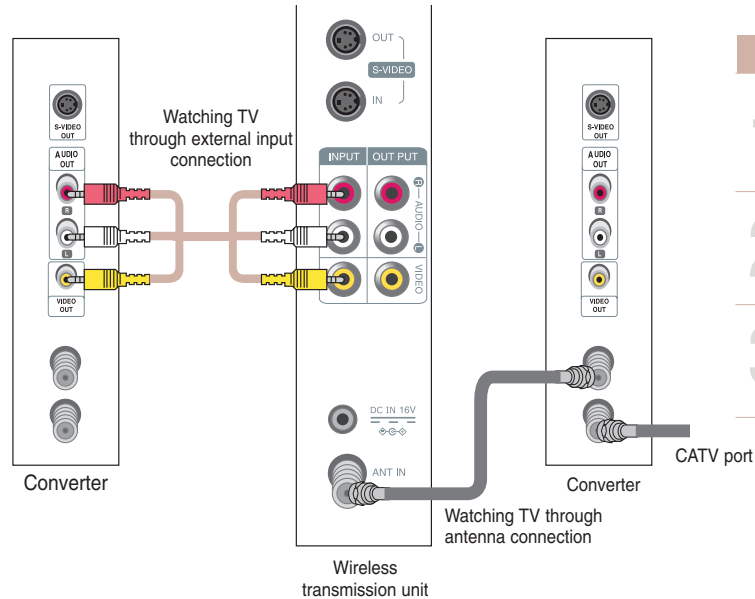 S-VIDEO
OUT
AUDIO
OUT
R
L
VIDEO
OUT
Converter
Watching TV
through external input
connection
OUT
S-VIDEO
IN
INPUT
OUT PUT
R AUDIO L
VIDEO
DC IN 16V
ANT IN
Wireless
transmission unit
Watching TV through
antenna connection
S-VIDEO
OUT
AUDIO
OUT
R
L
VIDEO
OUT
Converter
CATV port